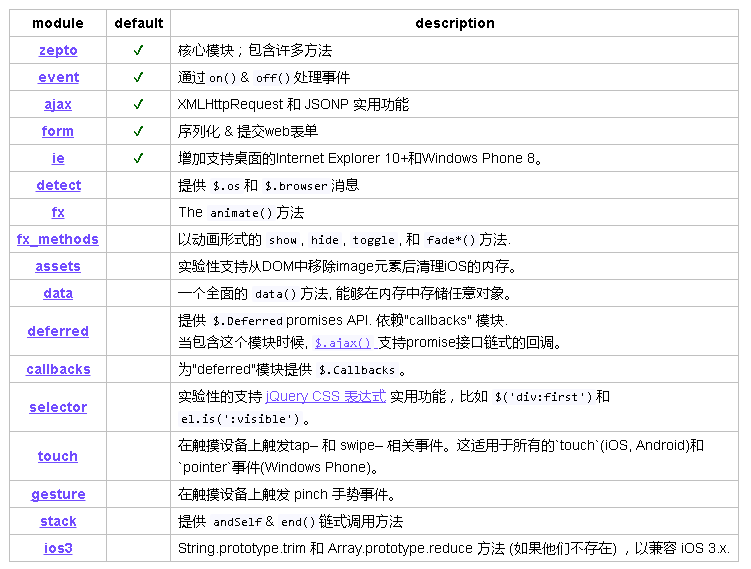 module default description
zepto ✓ 核心模块；包含许多方法
event ✓ 通过on()& off()处理事件
ajax ✓ XMLHttpRequest 和 JSONP 实用功能
form ✓ 序列化 & 提交web表单
ie ✓ 增加支持桌面的Internet Explorer 10+和Windows Phone 8。
detect 提供 $.os和 $.browser消息
fx The animate()方法
fx_methods 以动画形式的 show, hide, toggle, 和 fade*()方法.
assets 实验性支持从DOM中移除image元素后清理iOS的内存。
data 一个全面的 data()方法, 能够在内存中存储任意对象。
deferred 提供 $.Deferred promises API. 依赖"callbacks" 模块.
当包含这个模块时候, $.ajax() 支持promise接口链式的回调。
callbacks 为"deferred"模块提供 $.Callbacks。
selector 实验性的支持 jQuery CSS 表达式 实用功能，比如 $('div:first')和
el.is(':visible')。
touch 在触摸设备上触发tap– 和 swipe– 相关事件。这适用于所有的`touch`(iOS, Android)和
`pointer`事件(Windows Phone)。
gesture 在触摸设备上触发 pinch 手势事件。
stack 提供 andSelf& end()链式调用方法
ios3 String.prototype.trim 和 Array.prototype.reduce 方法 (如果他们不存在) ，以兼容 iOS 3.x.